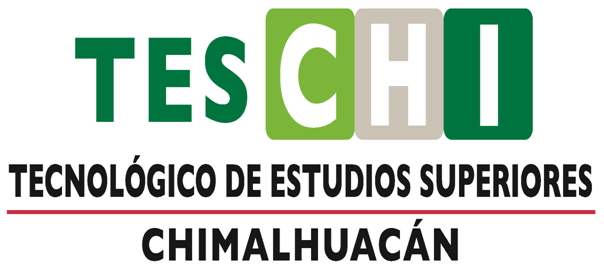 TESCHI
TECNOLÓGICO DE ESTUDIOS SUPERIORES
CHIMALHUACÁN